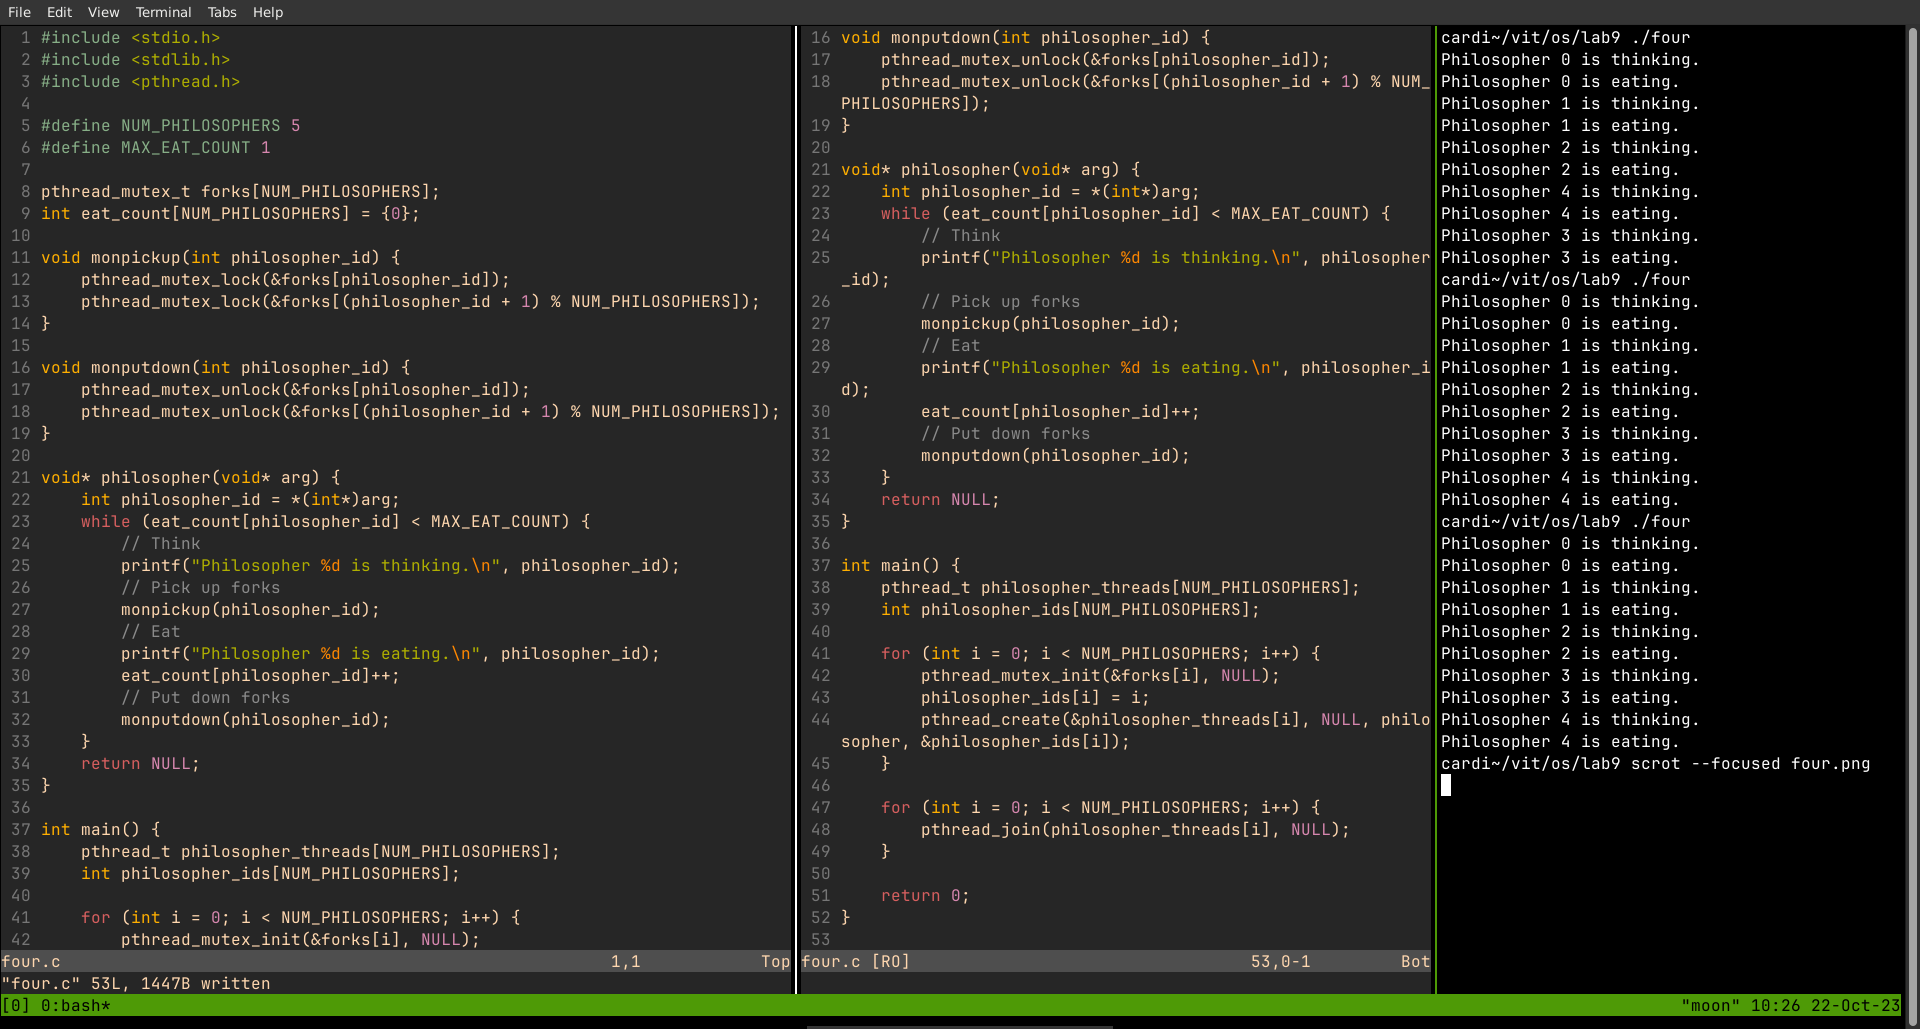 File Edit View Terminal Tabs Help
1 #include <stdio.h>
2 #include <stdlib.h>
3 #include <pthread.h>
4
5 #define NUM_PHILOSOPHERS 5
6 #define MAX_EAT_COUNT 1
7
8 pthread_mutex_t forks[NUM_PHILOSOPHERS];
9 int eat_count[NUM_PHILOSOPHERS] = {0};
10
11 void monpickup(int philosopher_id) {
12     pthread_mutex_lock(&forks[philosopher_id]);
13     pthread_mutex_lock(&forks[(philosopher_id + 1) % NUM_PHILOSOPHERS]);
14 }
15
16 void monputdown(int philosopher_id) {
17     pthread_mutex_unlock(&forks[philosopher_id]);
18     pthread_mutex_unlock(&forks[(philosopher_id + 1) % NUM_PHILOSOPHERS]);
19 }
20
21 void* philosopher(void* arg) {
22     int philosopher_id = *(int*)arg;
23     while (eat_count[philosopher_id] < MAX_EAT_COUNT) {
24         // Think
25         printf("Philosopher %d is thinking.\n", philosopher_id);
26         // Pick up forks
27         monpickup(philosopher_id);
28         // Eat
29         printf("Philosopher %d is eating.\n", philosopher_id);
30         eat_count[philosopher_id]++;
31         // Put down forks
32         monputdown(philosopher_id);
33     }
34     return NULL;
35 }
36
37 int main() {
38     pthread_t philosopher_threads[NUM_PHILOSOPHERS];
39     int philosopher_ids[NUM_PHILOSOPHERS];
40
41     for (int i = 0; i < NUM_PHILOSOPHERS; i++) {
42         pthread_mutex_init(&forks[i], NULL);
four.c 1,1 Top
"four.c" 53L, 1447B written
16 void monputdown(int philosopher_id) {
17     pthread_mutex_unlock(&forks[philosopher_id]);
18     pthread_mutex_unlock(&forks[(philosopher_id + 1) % NUM_
PHILOSOPHERS]);
19 }
20
21 void* philosopher(void* arg) {
22     int philosopher_id = *(int*)arg;
23     while (eat_count[philosopher_id] < MAX_EAT_COUNT) {
24         // Think
25         printf("Philosopher %d is thinking.\n", philosopher
_id);
26         // Pick up forks
27         monpickup(philosopher_id);
28         // Eat
29         printf("Philosopher %d is eating.\n", philosopher_i
d);
30         eat_count[philosopher_id]++;
31         // Put down forks
32         monputdown(philosopher_id);
33     }
34     return NULL;
35 }
36
37 int main() {
38     pthread_t philosopher_threads[NUM_PHILOSOPHERS];
39     int philosopher_ids[NUM_PHILOSOPHERS];
40
41     for (int i = 0; i < NUM_PHILOSOPHERS; i++) {
42         pthread_mutex_init(&forks[i], NULL);
43         philosopher_ids[i] = i;
44         pthread_create(&philosopher_threads[i], NULL, philo
sopher, &philosopher_ids[i]);
45     }
46
47     for (int i = 0; i < NUM_PHILOSOPHERS; i++) {
48         pthread_join(philosopher_threads[i], NULL);
49     }
50
51     return 0;
52 }
53
four.c [RO] 53,0-1 Bot
cardi~/vit/os/lab9 ./four
Philosopher 0 is thinking.
Philosopher 0 is eating.
Philosopher 1 is thinking.
Philosopher 1 is eating.
Philosopher 2 is thinking.
Philosopher 2 is eating.
Philosopher 4 is thinking.
Philosopher 4 is eating.
Philosopher 3 is thinking.
Philosopher 3 is eating.
cardi~/vit/os/lab9 ./four
Philosopher 0 is thinking.
Philosopher 0 is eating.
Philosopher 1 is thinking.
Philosopher 1 is eating.
Philosopher 2 is thinking.
Philosopher 2 is eating.
Philosopher 3 is thinking.
Philosopher 3 is eating.
Philosopher 4 is thinking.
Philosopher 4 is eating.
cardi~/vit/os/lab9 ./four
Philosopher 0 is thinking.
Philosopher 0 is eating.
Philosopher 1 is thinking.
Philosopher 1 is eating.
Philosopher 2 is thinking.
Philosopher 2 is eating.
Philosopher 3 is thinking.
Philosopher 3 is eating.
Philosopher 4 is thinking.
Philosopher 4 is eating.
cardi~/vit/os/lab9 scrot --focused four.png
[0] 0:bash* "moon" 10:26 22-Oct-23